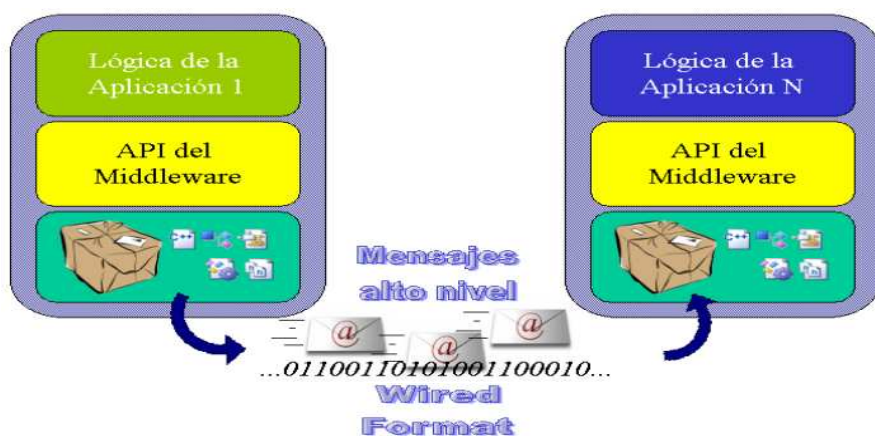 Lógica de la
Aplicación 1
API del
Middleware
Lógica de la
Aplicación N
API del
Middleware
Mensajes
alto nivel
@ @ @
...01100110101001100010...
Wired
Format